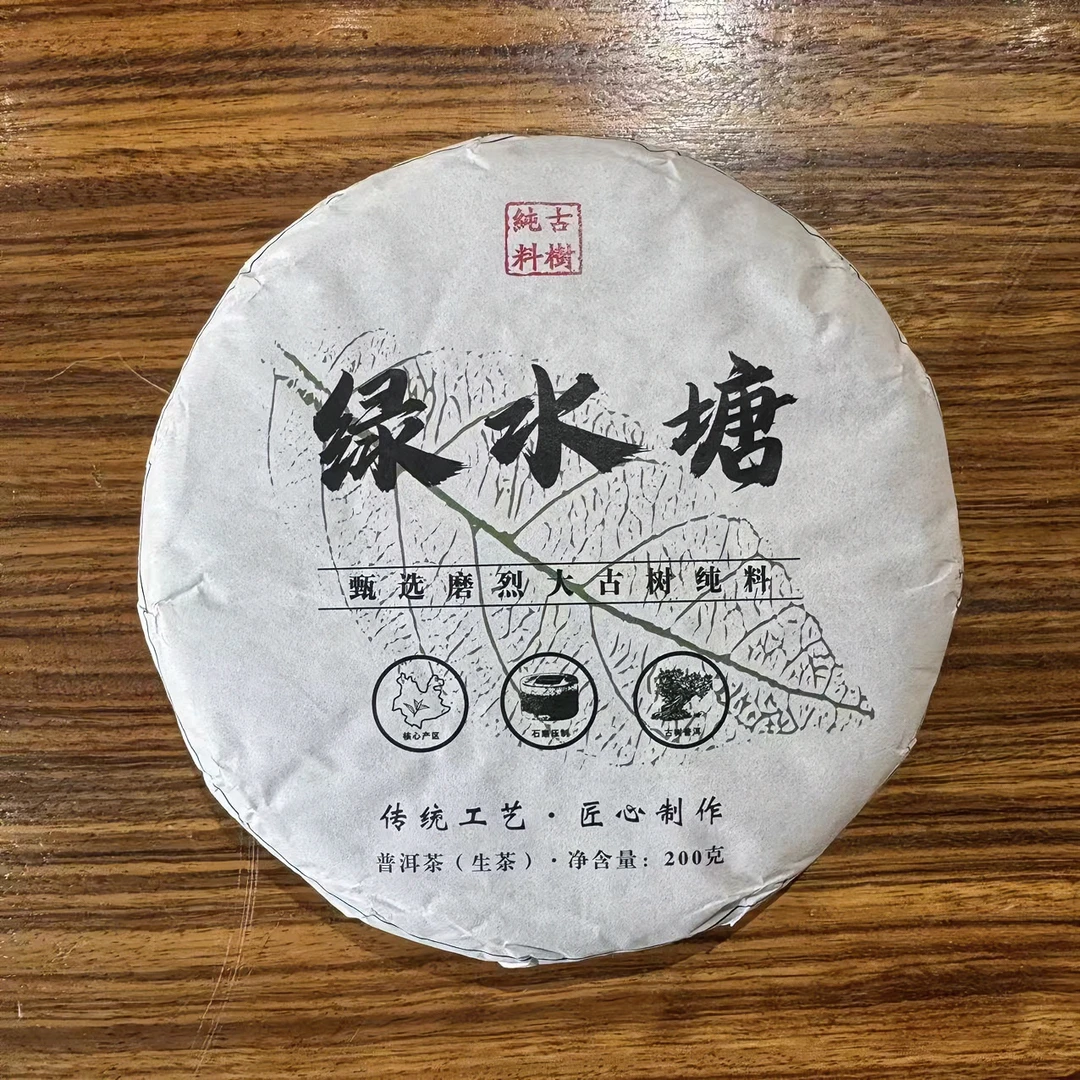 古樹
純料
绿水塘
甄选磨烈大古树纯料
核心产区
石磨压制
古树普洱
传统工艺·匠心制作
普洱茶（生茶）·净含量：200克